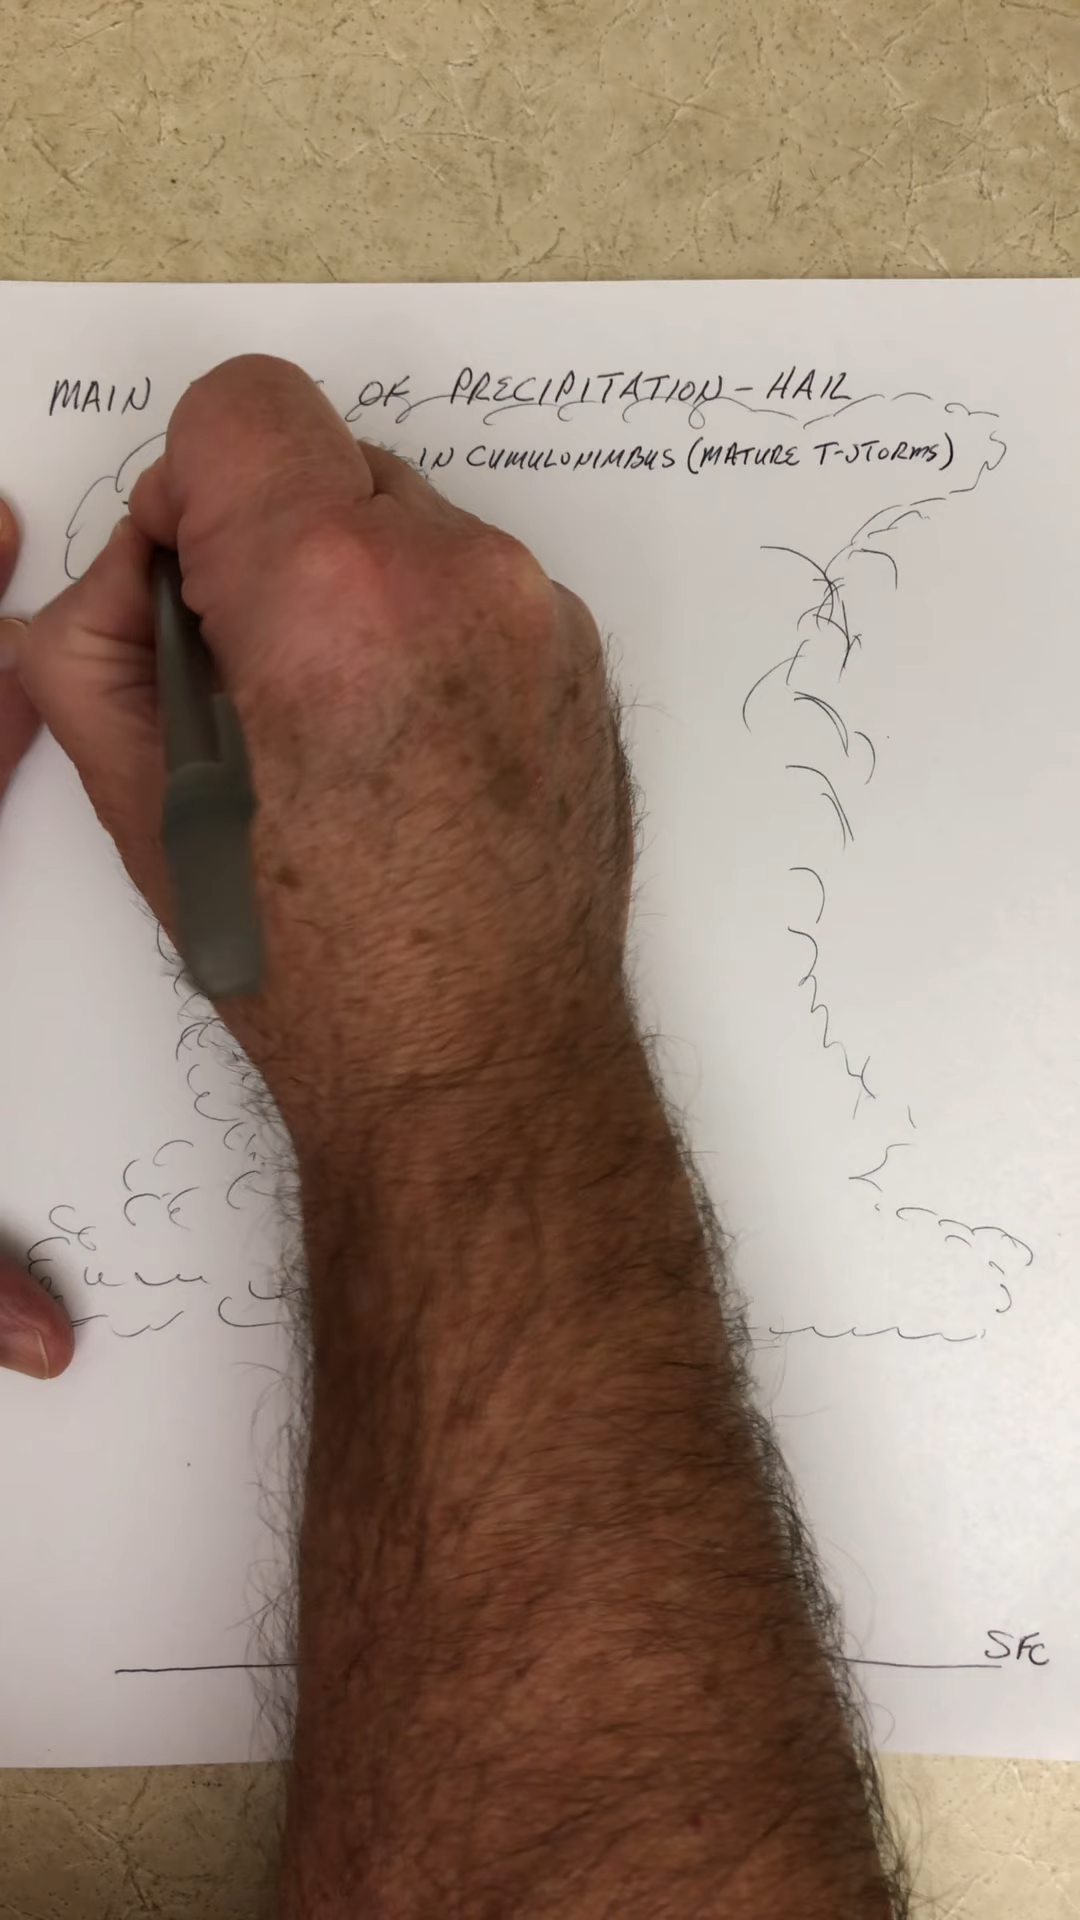 MAIN OF PRECIPITATION - HAIL
IN CUMULONIMBUS (MATURE T-STORMS)
SFC